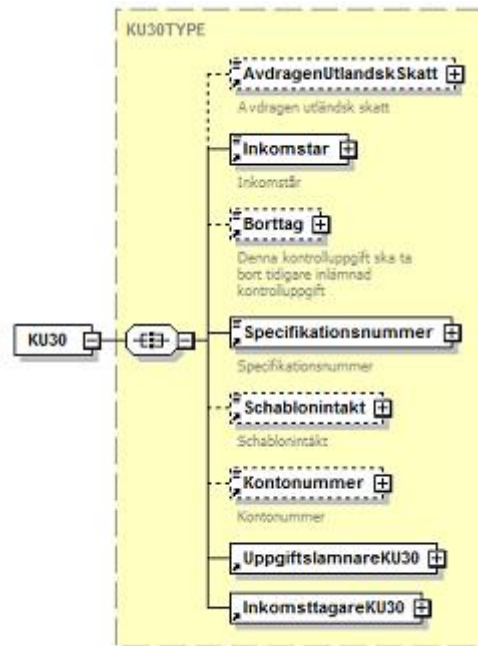 KU30TYPE
AvdragenUtlandskSkatt
Avdragen utländsk skatt
Inkomstar
Inkomstår
Borttag
Denna kontrolluppgift ska ta
bort tidigare inlämnad
kontrolluppgift
KU30
Specifikationsnummer
Specifikationsnummer
Schablonintakt
Schablonintäkt
Kontonummer
Kontonummer
UppgiftslamnareKU30
InkomsttagareKU30